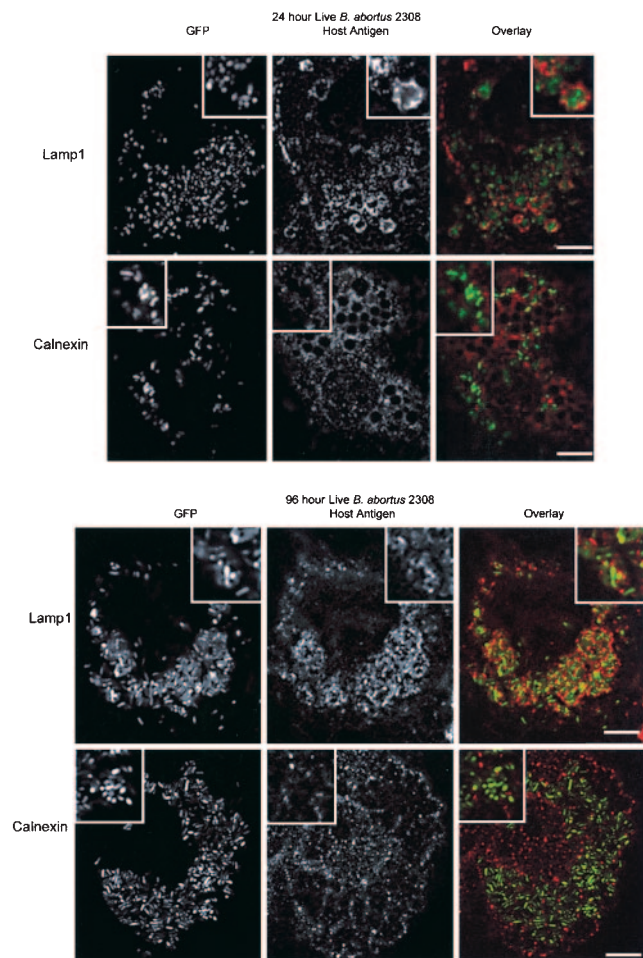 24 hour Live B. abortus 2308
GFP Host Antigen Overlay
Lamp1
Calnexin
96 hour Live B. abortus 2308
GFP Host Antigen Overlay
Lamp1
Calnexin